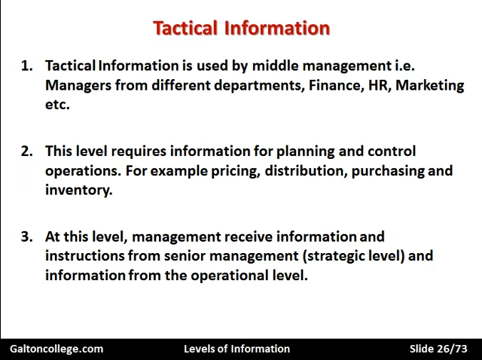 Tactical Information
1. Tactical Information is used by middle management i.e.
Managers from different departments, Finance, HR, Marketing
etc.
2. This level requires information for planning and control
operations. For example pricing, distribution, purchasing and
inventory.
3. At this level, management receive information and
instructions from senior management (strategic level) and
information from the operational level.
Galtoncollege.com Levels of Information Slide 26/73